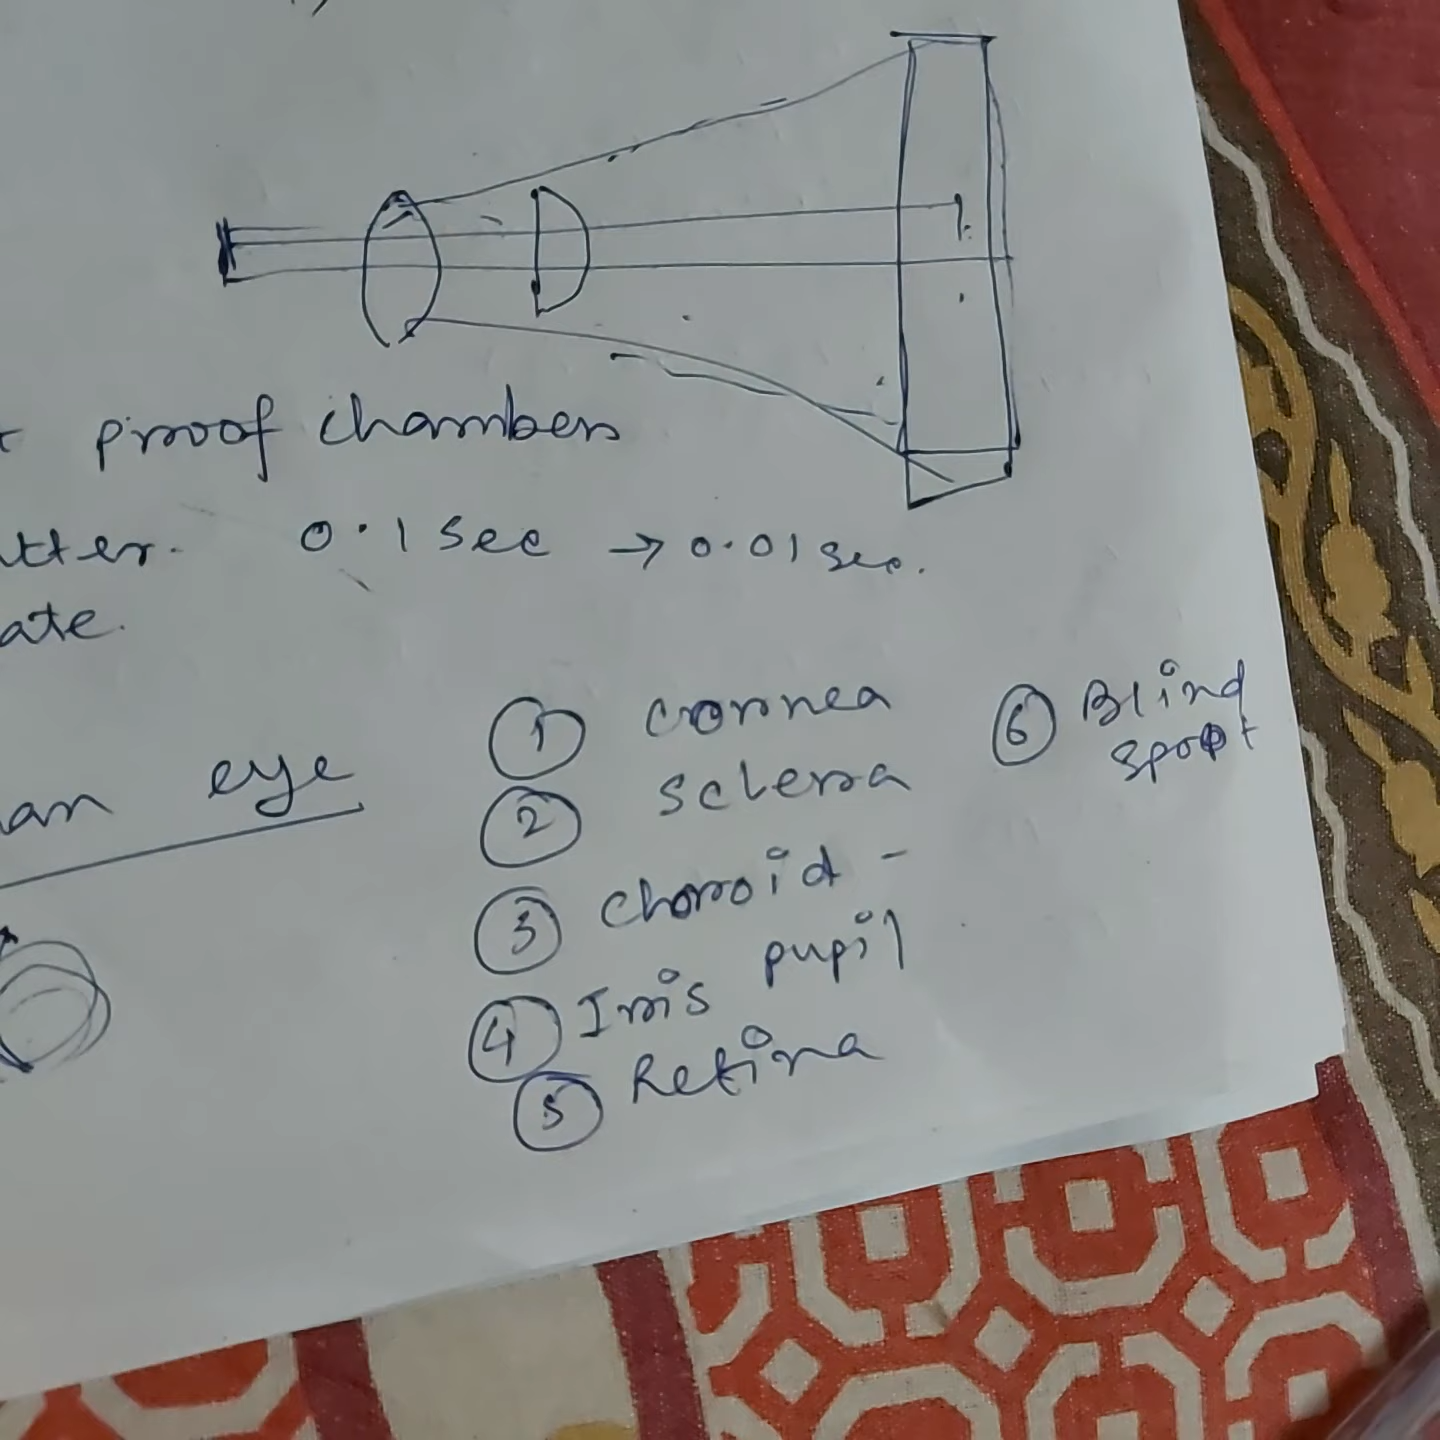 proof chambers
tter. 0.1 sec → 0.01 sec.
ate.
an eye
① cornea
② sclera
③ choroid -
④ Iris pupil
⑤ Retina
⑥ Blind
spot